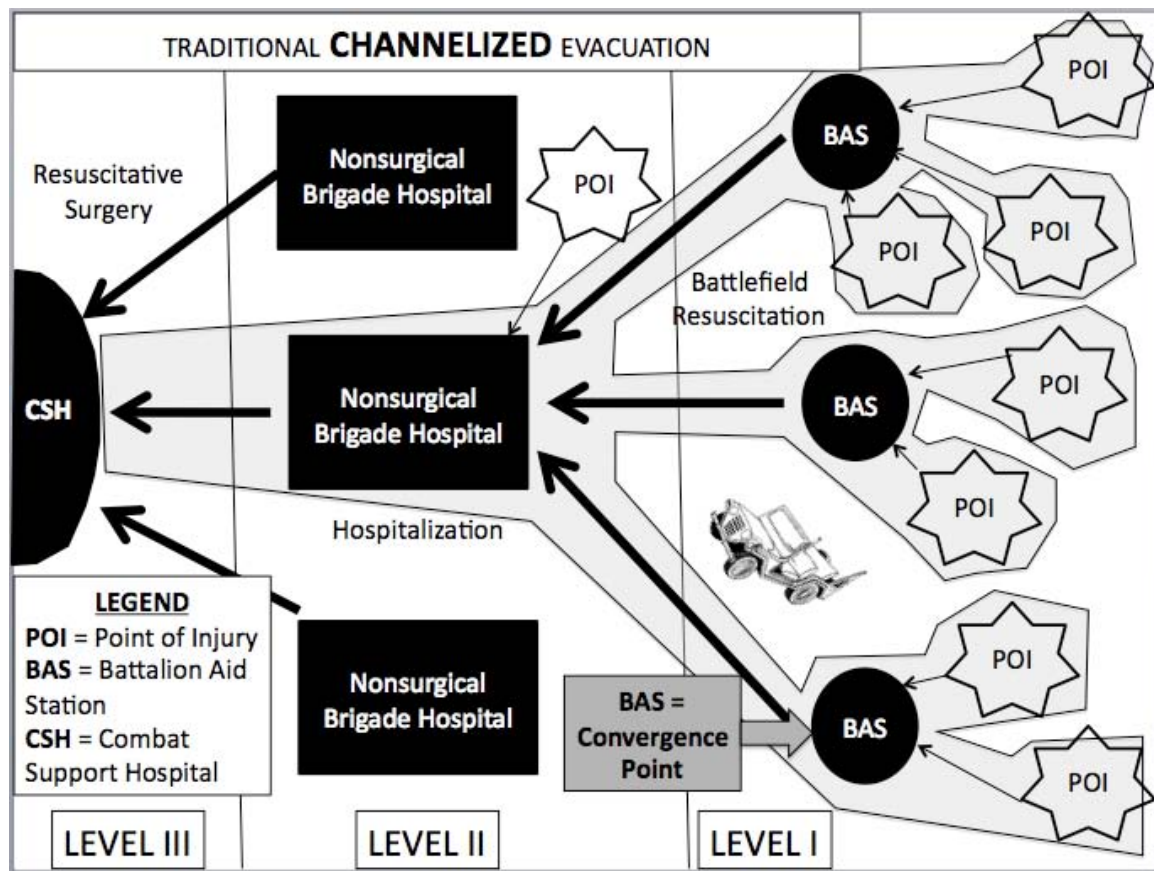 TRADITIONAL CHANNELIZED EVACUATION
POI
BAS
Nonsurgical
Brigade Hospital
POI
Resuscitative
Surgery
POI
POI
Battlefield
Resuscitation
POI
CSH
Nonsurgical
Brigade Hospital
BAS
POI
Hospitalization
LEGEND
POI = Point of Injury
BAS = Battalion Aid
Station
CSH = Combat
Support Hospital
Nonsurgical
Brigade Hospital
BAS =
Convergence
Point
BAS
POI
POI
LEVEL III
LEVEL II
LEVEL I